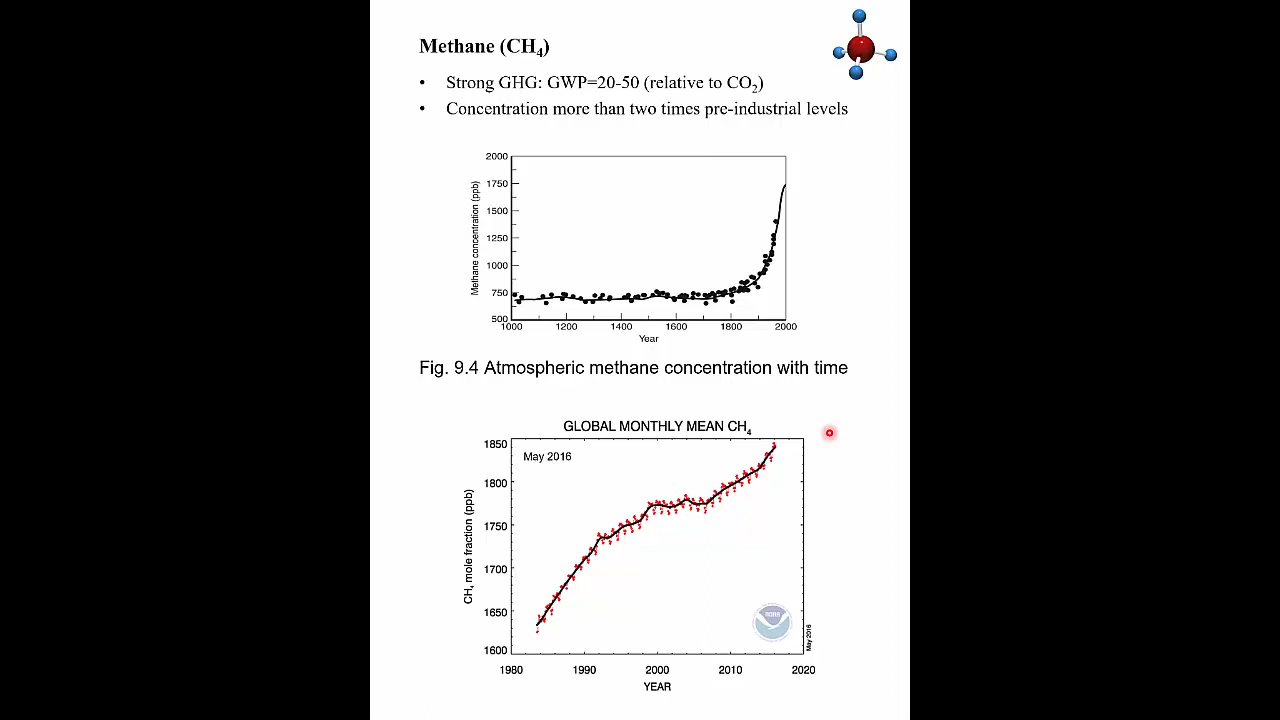 Methane (CH₄)
• Strong GHG: GWP=20-50 (relative to CO₂)
• Concentration more than two times pre-industrial levels
2000
1750
1500
1250
1000
750
500
Methane concentration (ppb)
1000 1200 1400 1600 1800 2000
Year
Fig. 9.4 Atmospheric methane concentration with time
GLOBAL MONTHLY MEAN CH₄
May 2016
1850
1800
1750
1700
1650
1600
CH₄ mole fraction (ppb)
May 2016
1980 1990 2000 2010 2020
YEAR